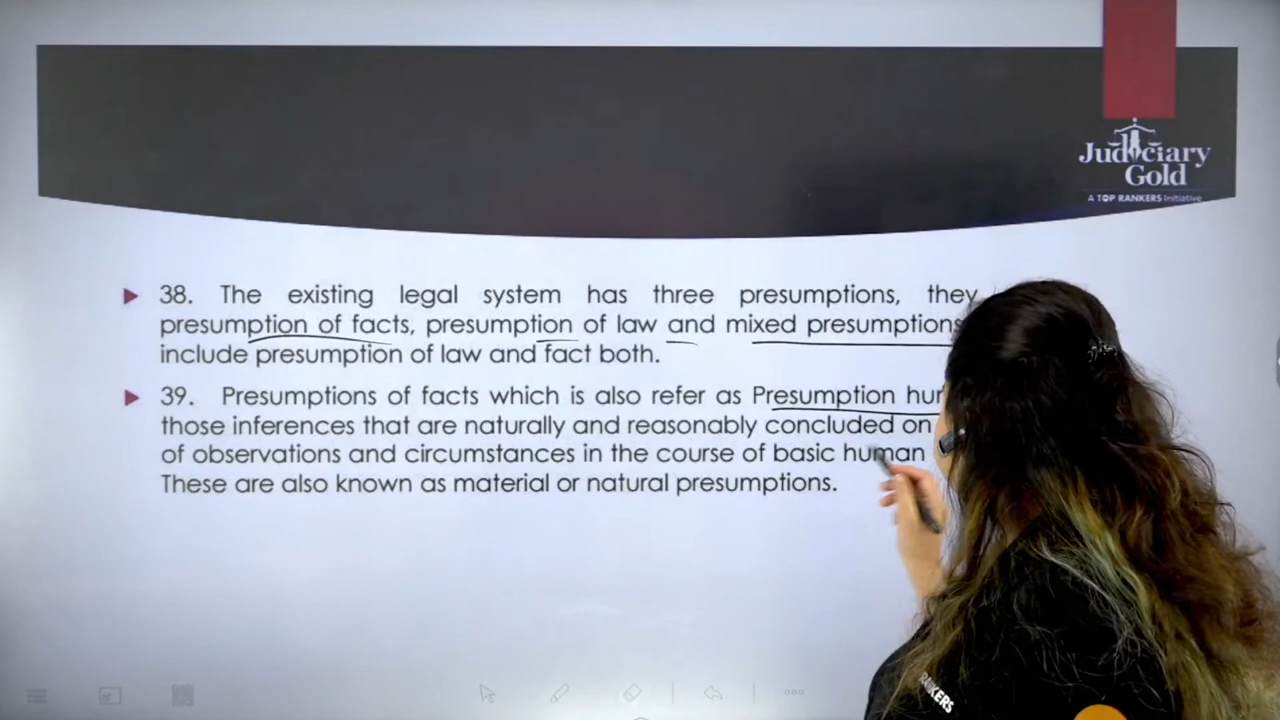 Judiciary
Gold
A TOP RANKERS Initiative
38. The existing legal system has three presumptions, they
presumption of facts, presumption of law and mixed presumptions
include presumption of law and fact both.
39. Presumptions of facts which is also refer as Presumption
those inferences that are naturally and reasonably concluded on
of observations and circumstances in the course of basic human
These are also known as material or natural presumptions.
RANKERS